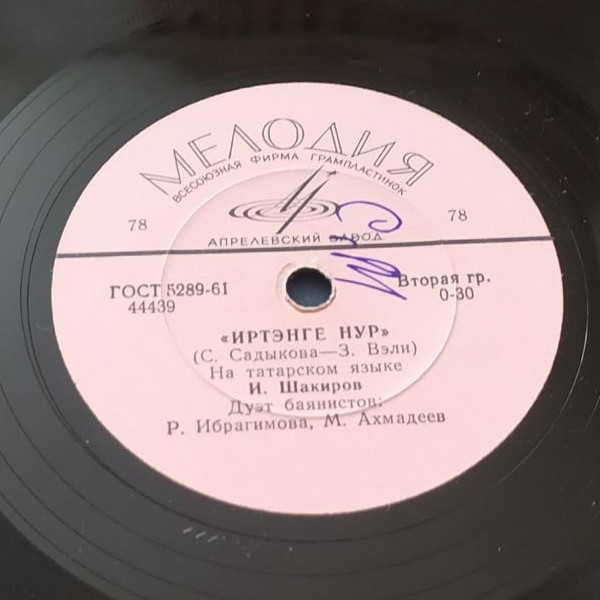 МЕЛОДИЯ
ВСЕСОЮЗНАЯ ФИРМА ГРАМПЛАСТИНОК
78 78
АПРЕЛЕВСКИЙ ЗАВОД
ГОСТ 5289-61 Вторая гр.
44439 0-30
«ИРТЭНГЕ НУР»
(С. Садыкова—З. Вэли)
На татарском языке
И. Шакиров
Дуэт баянистов:
Р. Ибрагимова, М. Ахмадеев